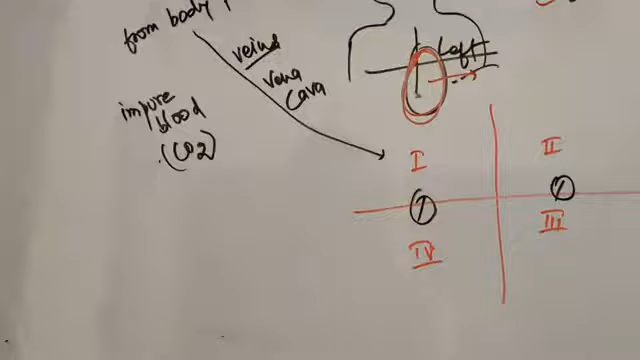 from body
veins
vena
cava
Left
impure
blood
(CO2)
I
II
III
IV